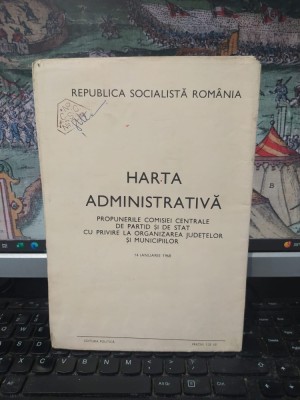 REPUBLICA SOCIALISTĂ ROMÂNIA
HARTA
ADMINISTRATIVĂ
PROPUNERILE COMISIEI CENTRALE
DE PARTID ȘI DE STAT
CU PRIVIRE LA ORGANIZAREA JUDEȚELOR
ȘI MUNICIPIILOR
14 IANUARIE 1968
EDITURA POLITICĂ